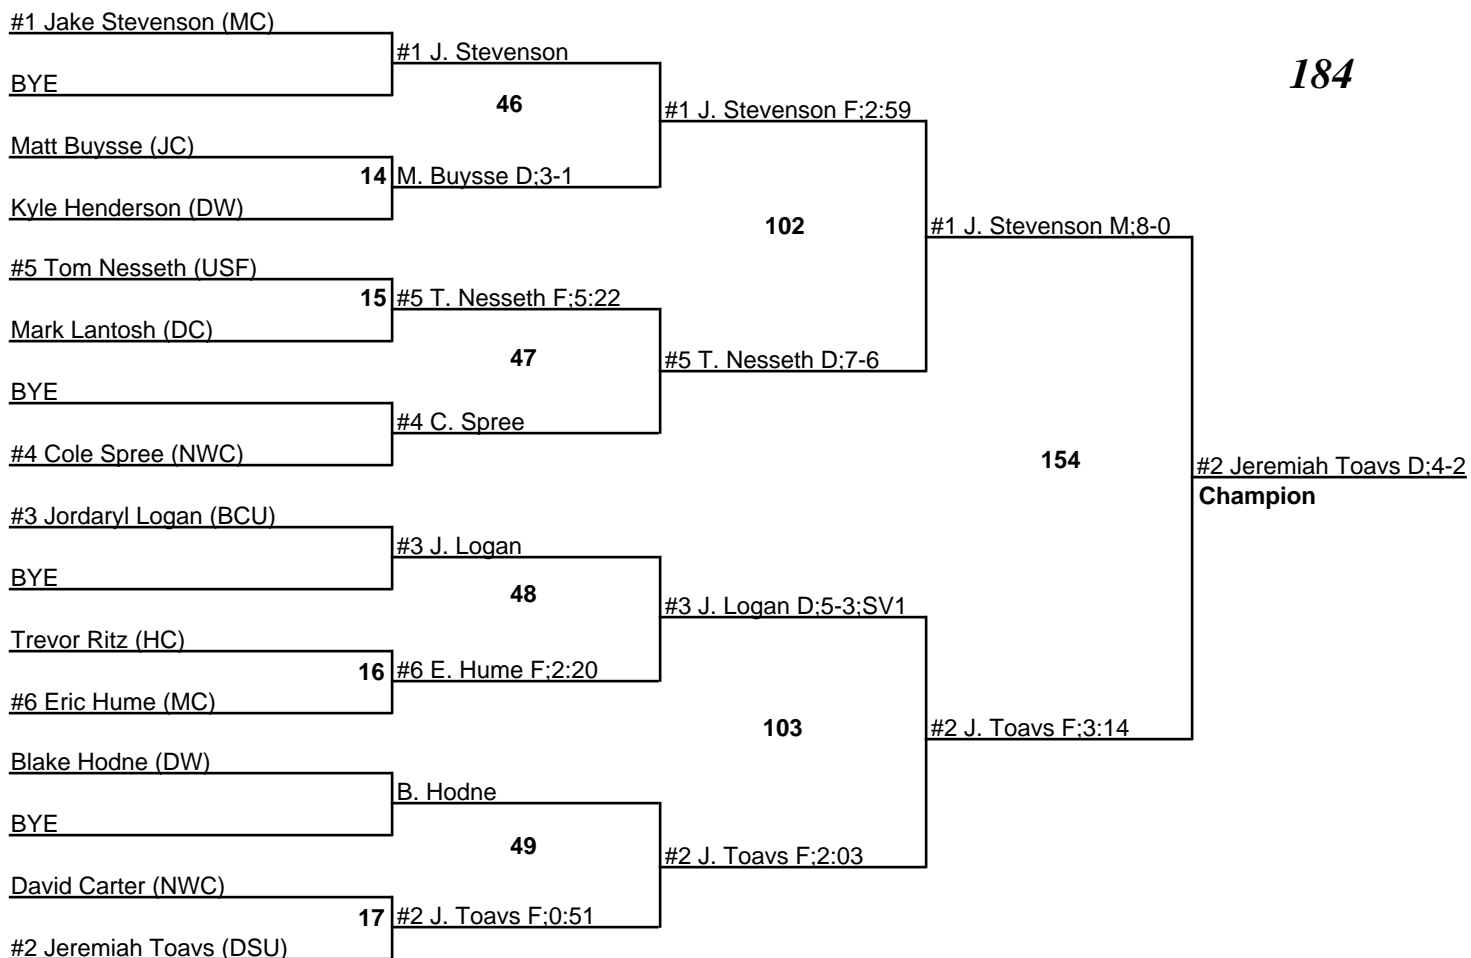 #1 Jake Stevenson (MC)
#1 J. Stevenson
184
BYE
46
#1 J. Stevenson F;2:59
Matt Buysse (JC)
14 M. Buysse D;3-1
Kyle Henderson (DW)
102
#1 J. Stevenson M;8-0
#5 Tom Nesseth (USF)
15 #5 T. Nesseth F;5:22
Mark Lantosh (DC)
47
#5 T. Nesseth D;7-6
BYE
#4 C. Spree
#4 Cole Spree (NWC)
154
#2 Jeremiah Toavs D;4-2
Champion
#3 Jordaryl Logan (BCU)
#3 J. Logan
BYE
48
#3 J. Logan D;5-3;SV1
Trevor Ritz (HC)
16 #6 E. Hume F;2:20
#6 Eric Hume (MC)
103
#2 J. Toavs F;3:14
Blake Hodne (DW)
B. Hodne
BYE
49
#2 J. Toavs F;2:03
David Carter (NWC)
17 #2 J. Toavs F;0:51
#2 Jeremiah Toavs (DSU)